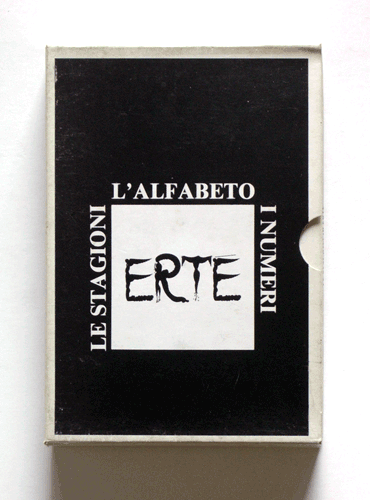 LE STAGIONI
L'ALFABETO
I NUMERI
ERTE